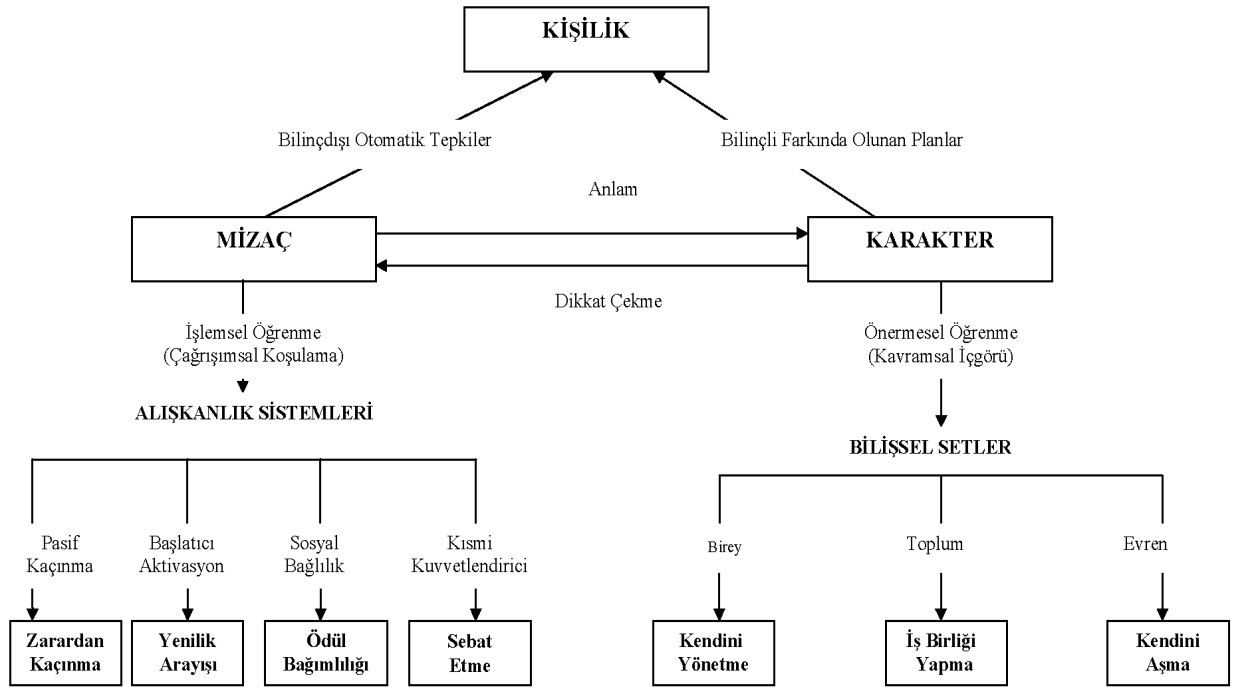 KİŞİLİK
Bilinçdışı Otomatik Tepkiler
Bilinçli Farkında Olunan Planlar
Anlam
MİZAÇ
KARAKTER
Dikkat Çekme
İşlemsel Öğrenme
(Çağrışımsal Koşulama)
Önermesel Öğrenme
(Kavramsal İçgörü)
ALIŞKANLIK SİSTEMLERİ
BİLİŞSEL SETLER
Pasif
Kaçınma
Başlatıcı
Aktivasyon
Sosyal
Bağlılık
Kısmi
Kuvvetlendirici
Birey
Toplum
Evren
Zarardan
Kaçınma
Yenilik
Arayışı
Ödül
Bağımlılığı
Sebat
Etme
Kendini
Yönetme
İş Birliği
Yapma
Kendini
Aşma